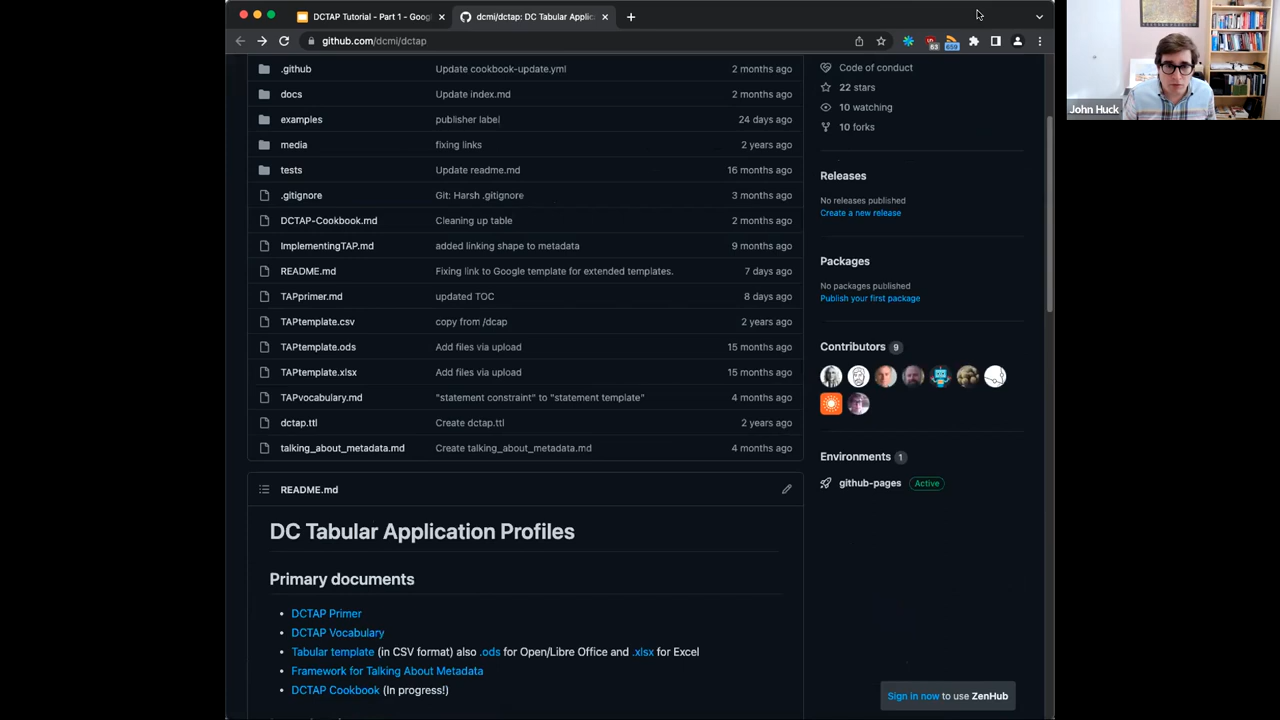 DCTAP Tutorial - Part 1 - Goog
dcmi/dctap: DC Tabular Applic
github.com/dcmi/dctap
63
659
John Huck
.github Update cookbook-update.yml 2 months ago
docs Update index.md 2 months ago
examples publisher label 24 days ago
media fixing links 2 years ago
tests Update readme.md 16 months ago
.gitignore Git: Harsh .gitignore 3 months ago
DCTAP-Cookbook.md Cleaning up table 2 months ago
ImplementingTAP.md added linking shape to metadata 9 months ago
README.md Fixing link to Google template for extended templates. 7 days ago
TAPprimer.md updated TOC 8 days ago
TAPtemplate.csv copy from /dcap 2 years ago
TAPtemplate.ods Add files via upload 15 months ago
TAPtemplate.xlsx Add files via upload 15 months ago
TAPvocabulary.md "statement constraint" to "statement template" 4 months ago
dctap.ttl Create dctap.ttl 2 years ago
talking_about_metadata.md Create talking_about_metadata.md 4 months ago
README.md
DC Tabular Application Profiles
Primary documents
• DCTAP Primer
• DCTAP Vocabulary
• Tabular template (in CSV format) also .ods for Open/Libre Office and .xlsx for Excel
• Framework for Talking About Metadata
• DCTAP Cookbook (In progress!)
Code of conduct
22 stars
10 watching
10 forks
Releases
No releases published
Create a new release
Packages
No packages published
Publish your first package
Contributors 9
Environments 1
github-pages Active
Sign in now to use ZenHub